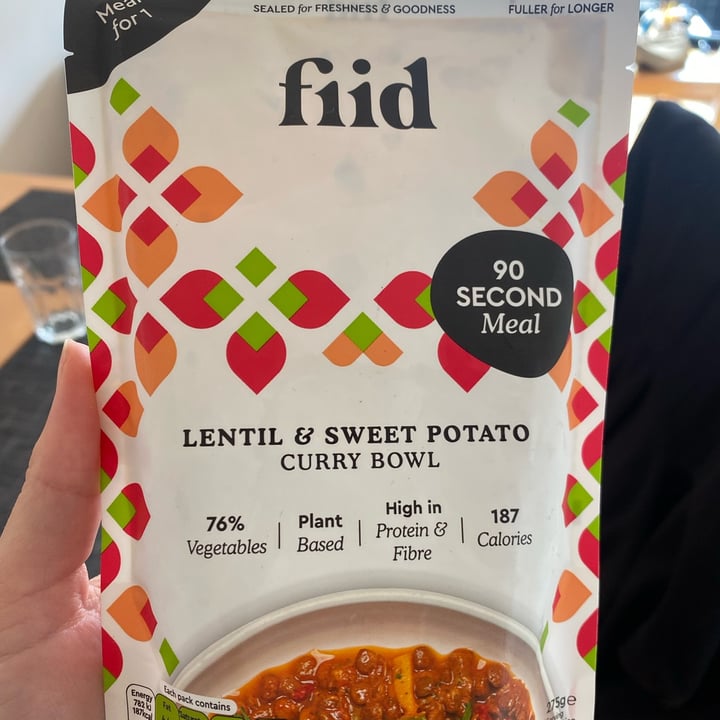 Meal
for 1
SEALED for FRESHNESS & GOODNESS
FULLER for LONGER
fiid
90
SECOND
Meal
LENTIL & SWEET POTATO
CURRY BOWL
76%
Vegetables
Plant
Based
High in
Protein &
Fibre
187
Calories
Each pack contains
Energy
782 kJ
187kcal
Fat
275g e